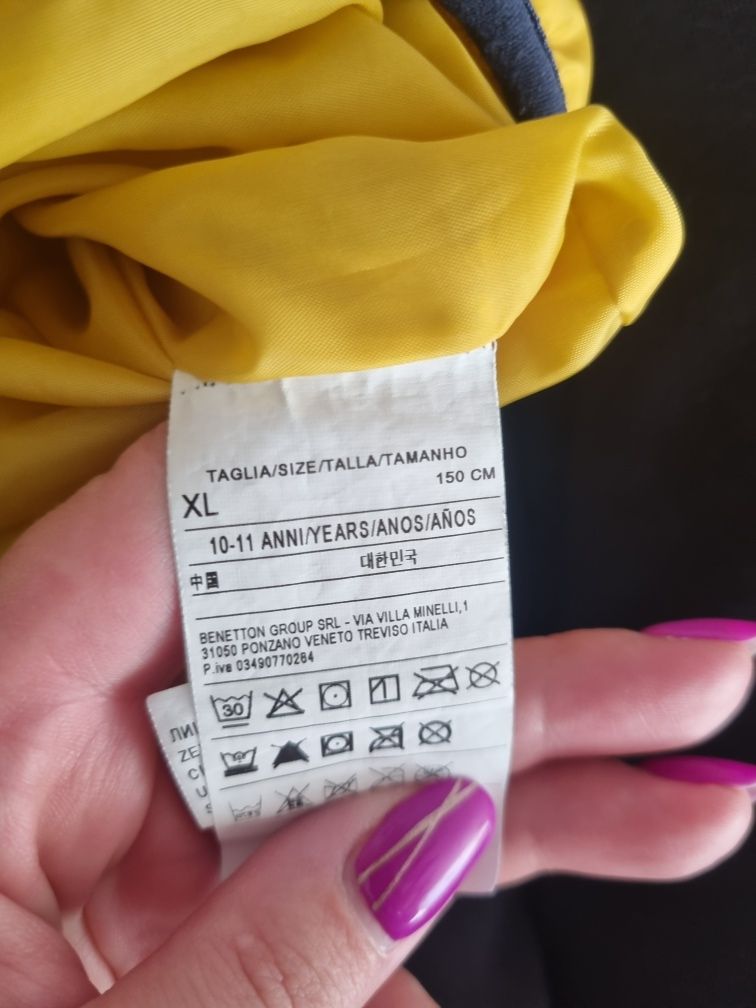 TAGLIA/SIZE/TALLA/TAMANHO
150 CM
XL
10-11 ANNI/YEARS/ANOS/AÑOS
中国 대한민국
BENETTON GROUP SRL - VIA VILLA MINELLI,1
31050 PONZANO VENETO TREVISO ITALIA
P.iva 03490770264
30